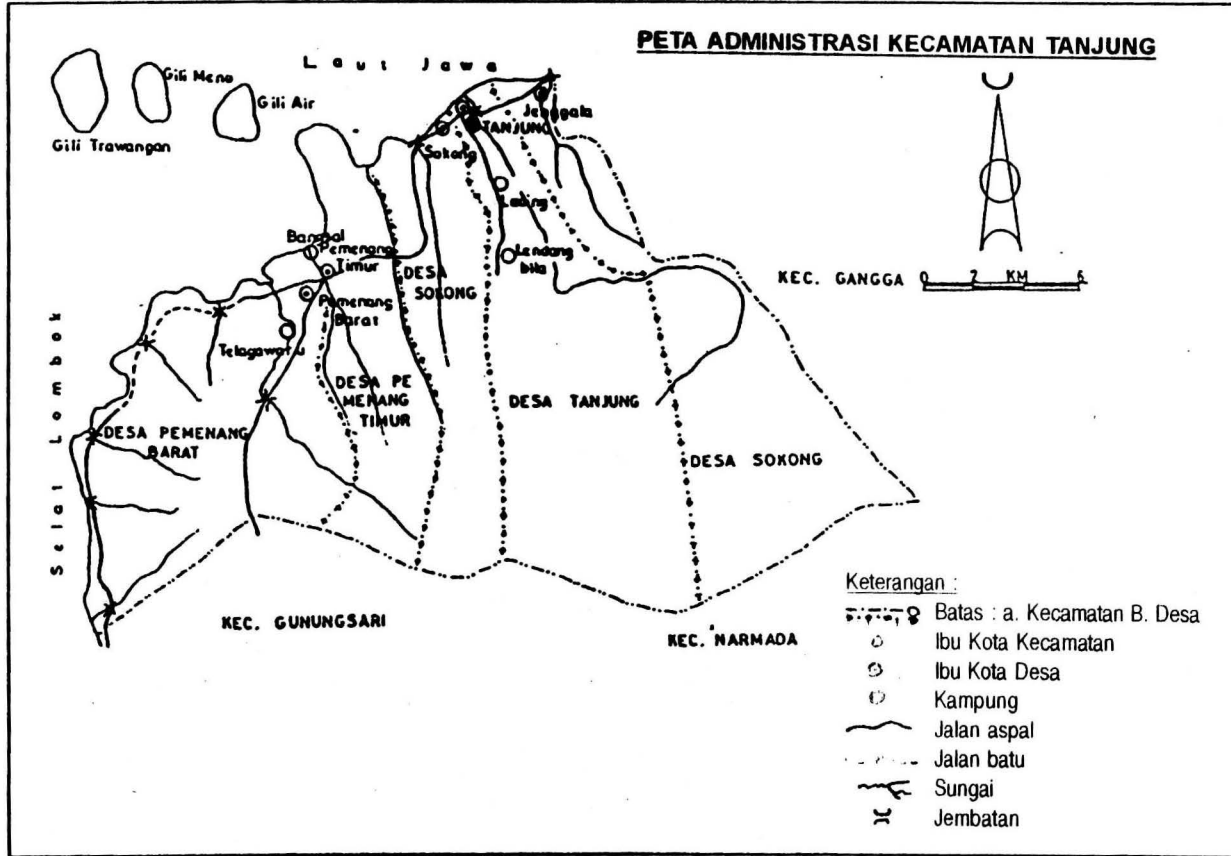 PETA ADMINISTRASI KECAMATAN TANJUNG
Laut Jawa
Gili Meno
Gili Air
Gili Trawangan
Jenggala
TANJUNG
Sokong
Lading
Lendang
bila
Bangsal
Pemenang
Timur
Pemenang
Barat
DESA
SOKONG
KEC. GANGGA
0 2 KM 6
Selat Lombok
DESA PE
MENANG
TIMUR
DESA TANJUNG
DESA PEMENANG
BARAT
DESA SOKONG
KEC. GUNUNGSARI
KEC. NARMADA
Keterangan :
Batas : a. Kecamatan B. Desa
Ibu Kota Kecamatan
Ibu Kota Desa
Kampung
Jalan aspal
Jalan batu
Sungai
Jembatan